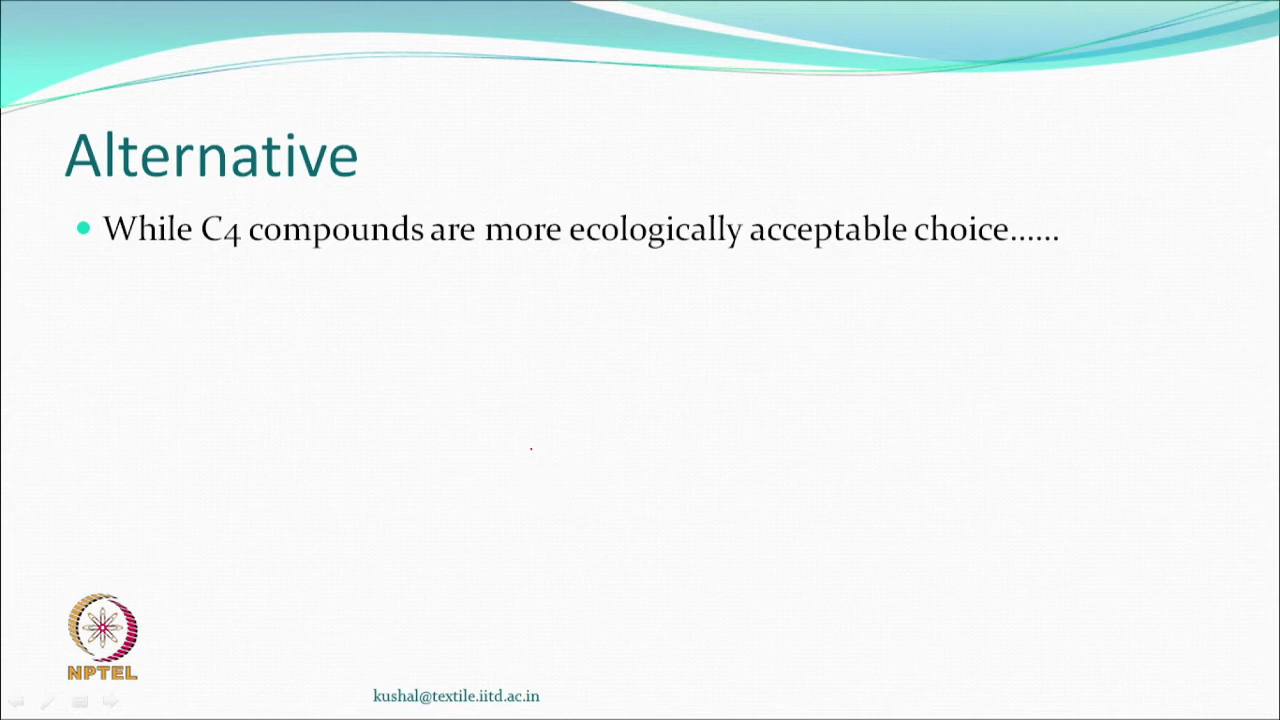 Alternative
While C4 compounds are more ecologically acceptable choice......
NPTEL
kushal@textile.iitd.ac.in